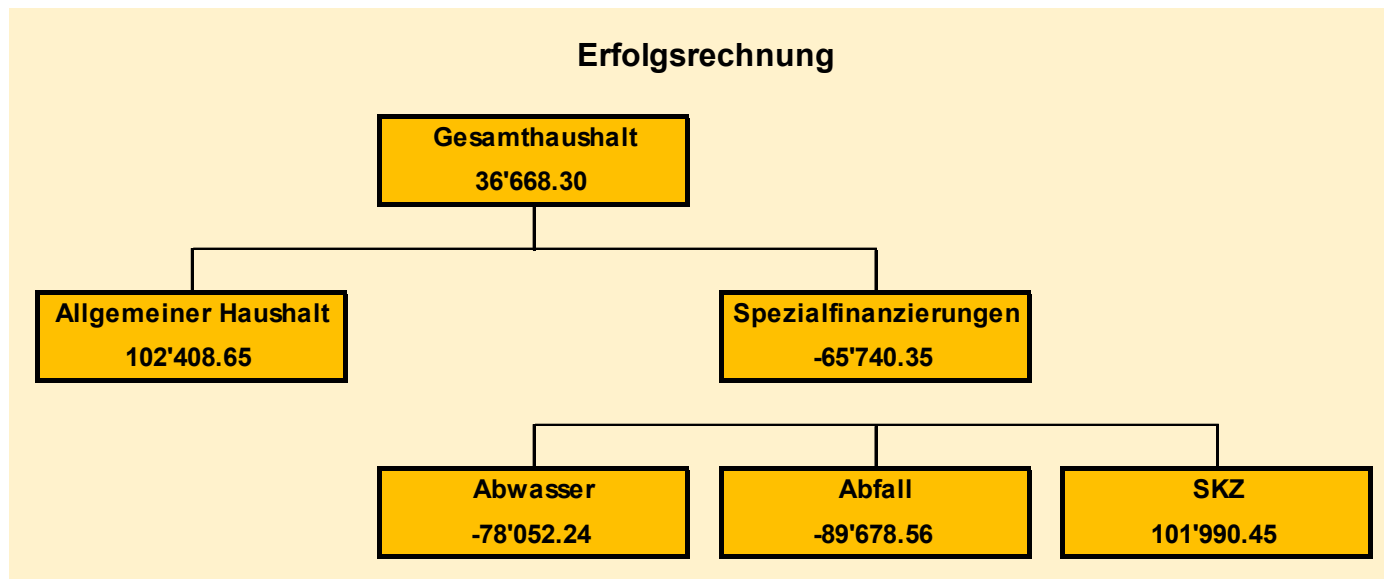 Erfolgsrechnung
Gesamthaushalt
36'668.30
Allgemeiner Haushalt
102'408.65
Spezialfinanzierungen
-65'740.35
Abwasser
-78'052.24
Abfall
-89'678.56
SKZ
101'990.45